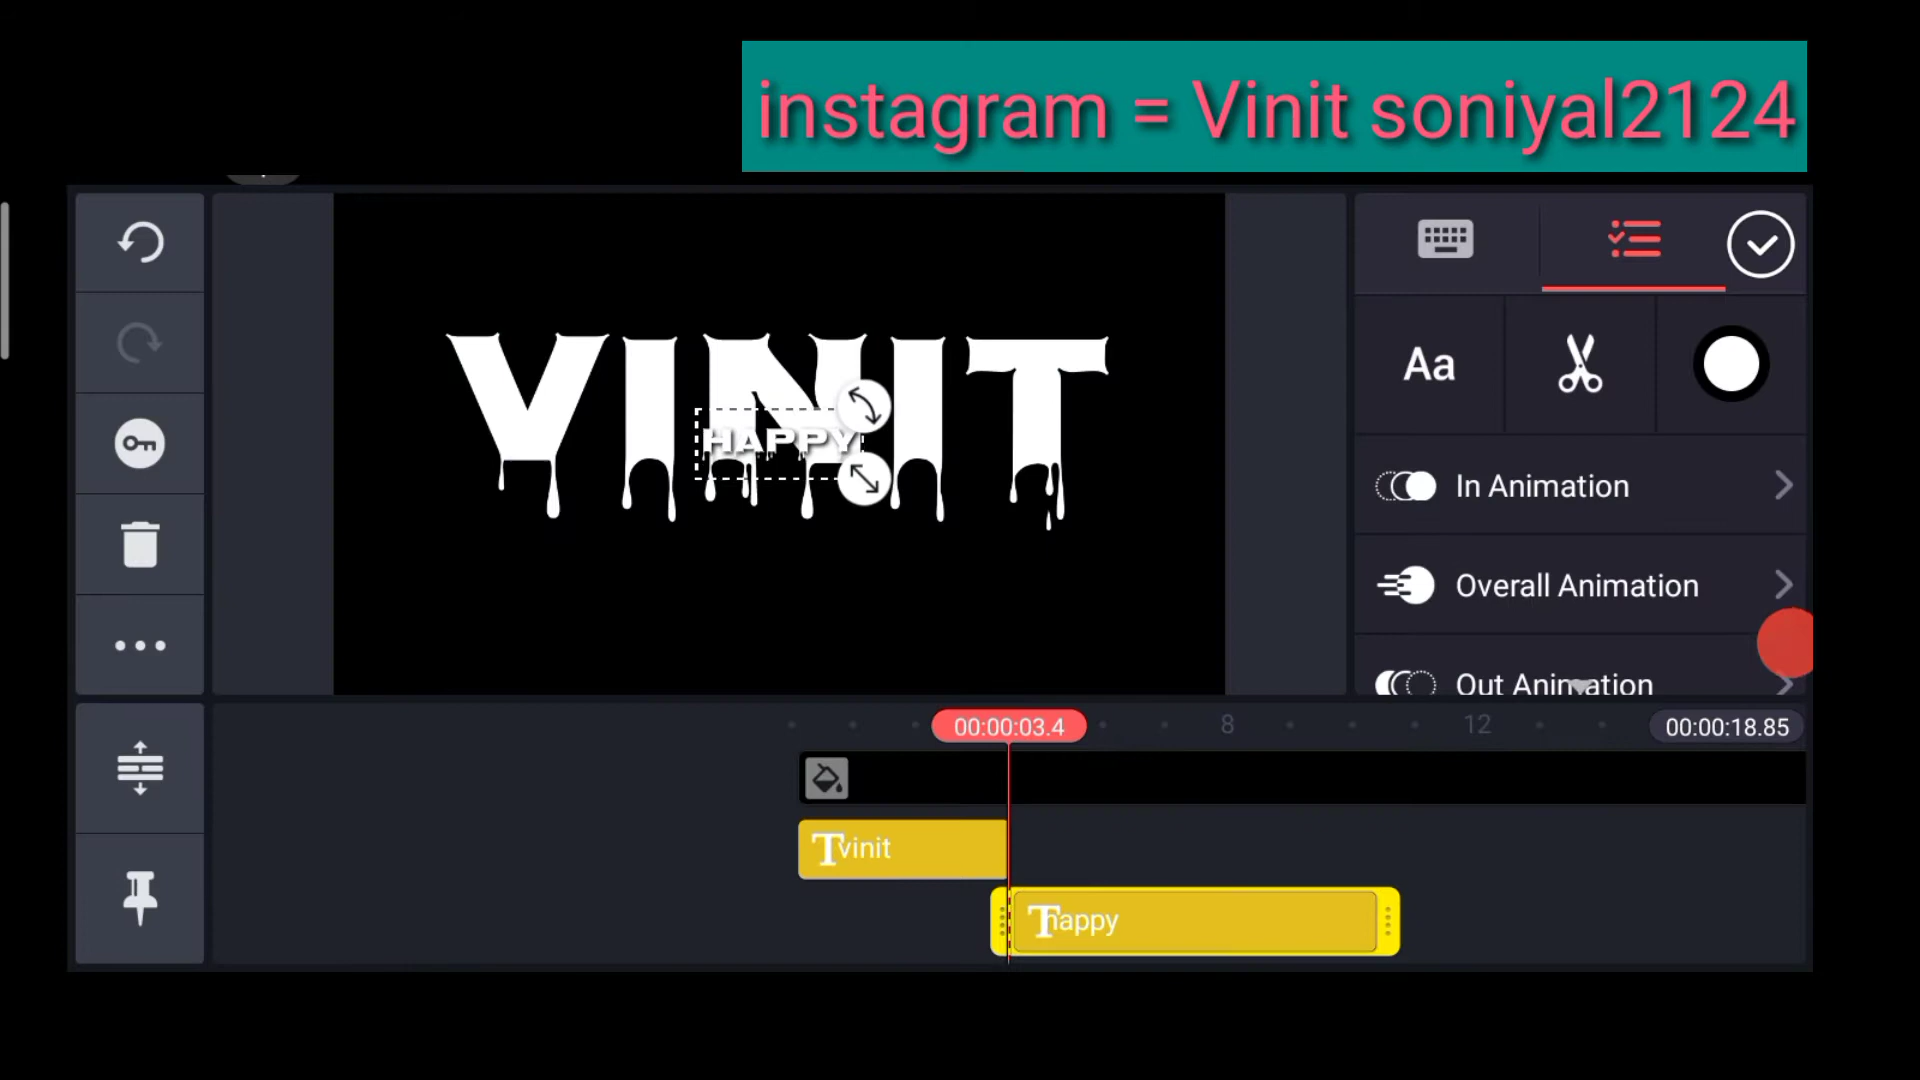 instagram = Vinit soniyal2124
VINIT
HAPPY
Aa
In Animation
Overall Animation
Out Animation
00:00:03.4
8
12
00:00:18.85
Tvinit
Thappy